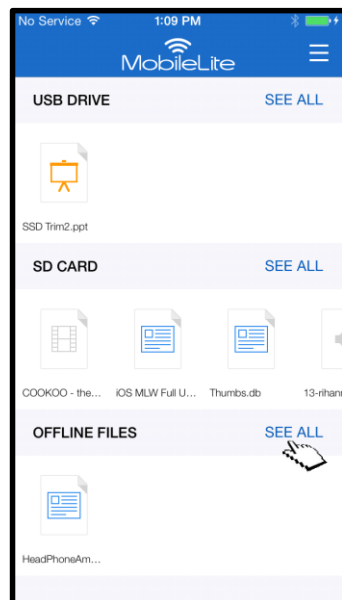 No Service 1:09 PM
MobileLite
USB DRIVE SEE ALL
SSD Trim2.ppt
SD CARD SEE ALL
COOKOO - the... iOS MLW Full U... Thumbs.db 13-rihann
OFFLINE FILES SEE ALL
HeadPhoneAm...